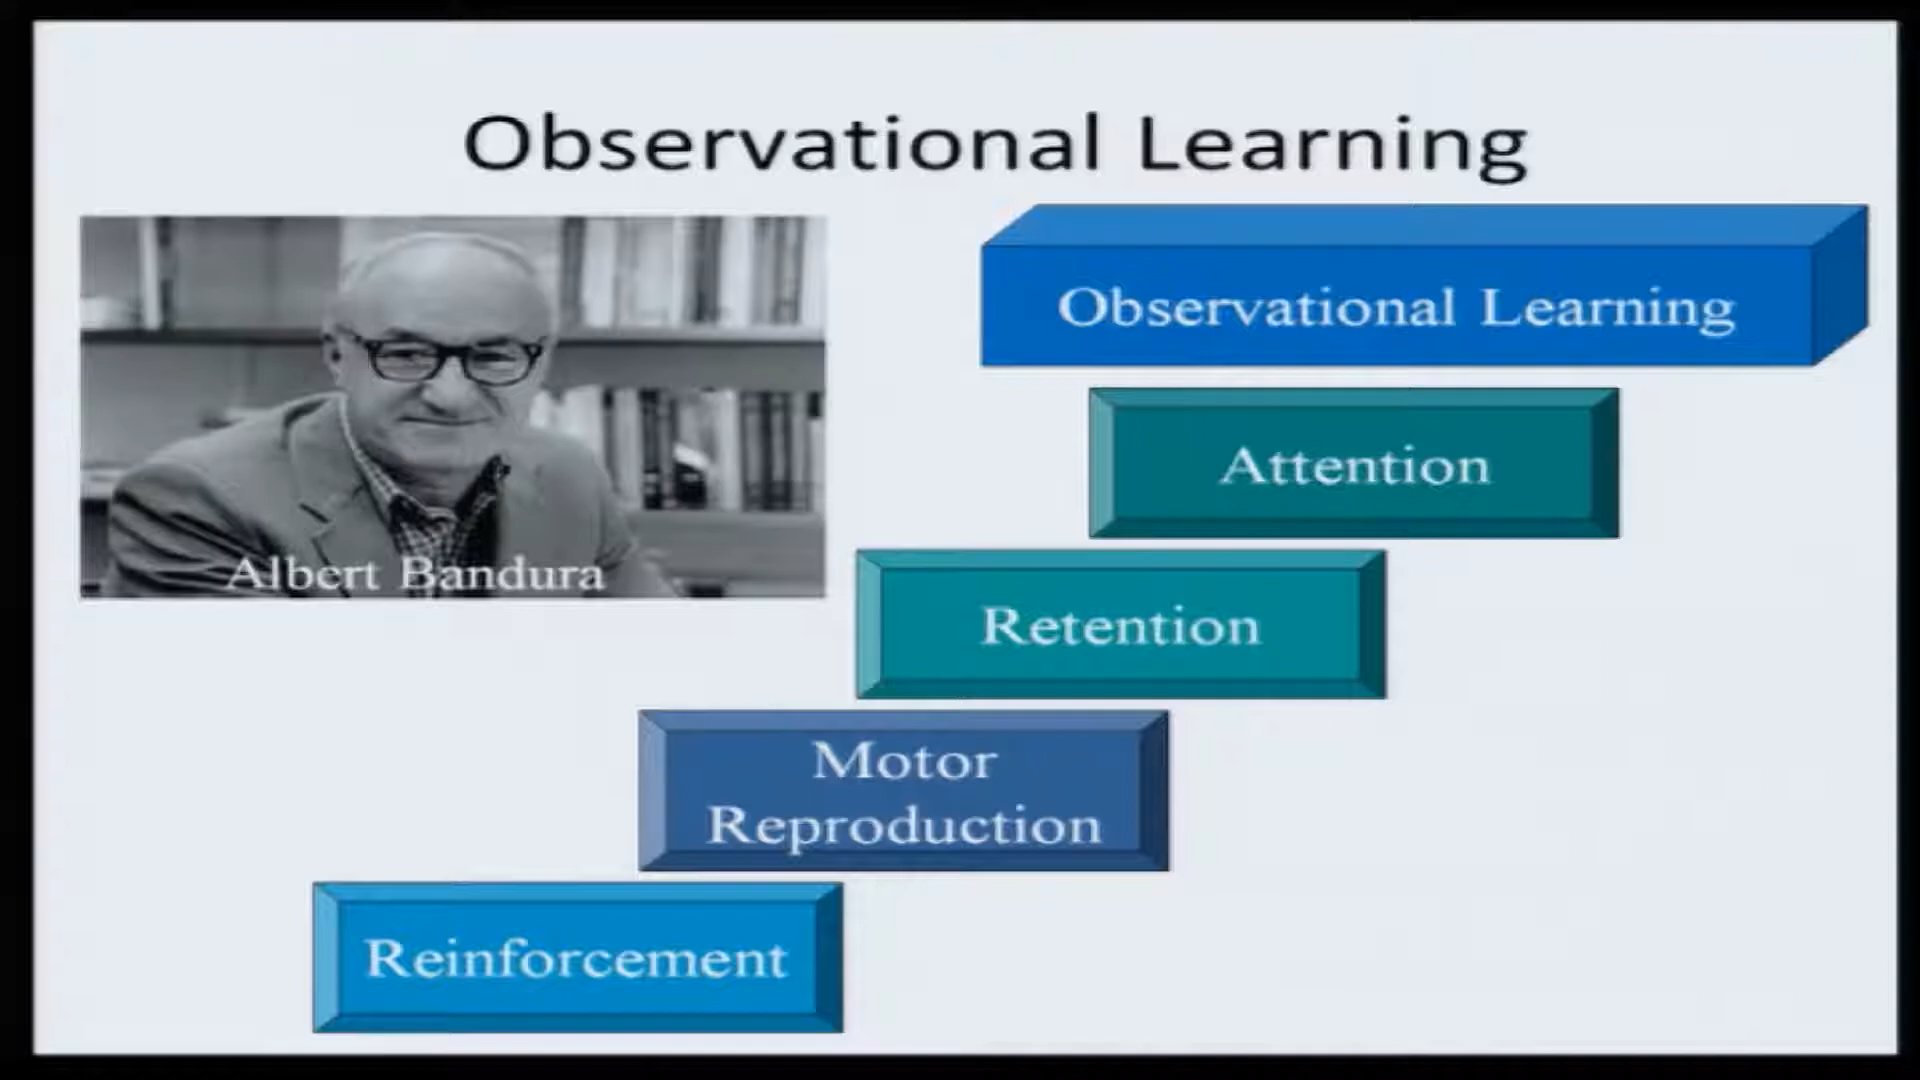 Observational Learning
Albert Bandura
Observational Learning
Attention
Retention
Motor
Reproduction
Reinforcement